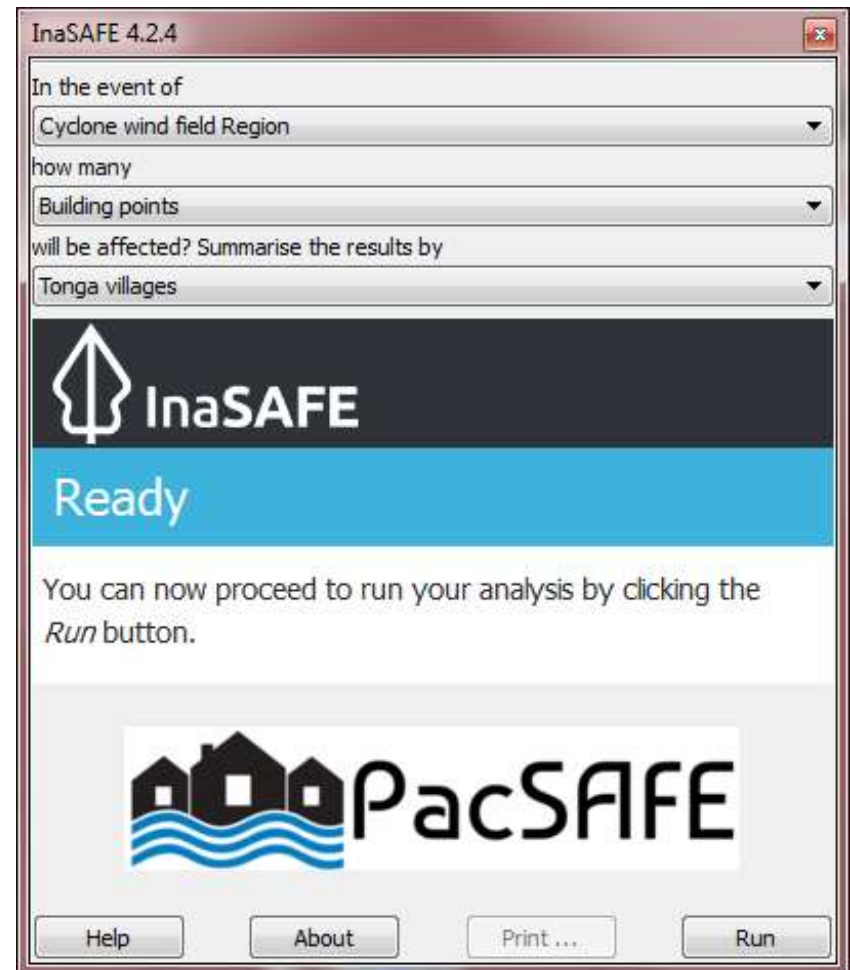 InaSAFE 4.2.4
In the event of
Cyclone wind field Region
how many
Building points
will be affected? Summarise the results by
Tonga villages
InaSAFE
Ready
You can now proceed to run your analysis by clicking the
Run button.
PacSAFE
Help About Print ... Run